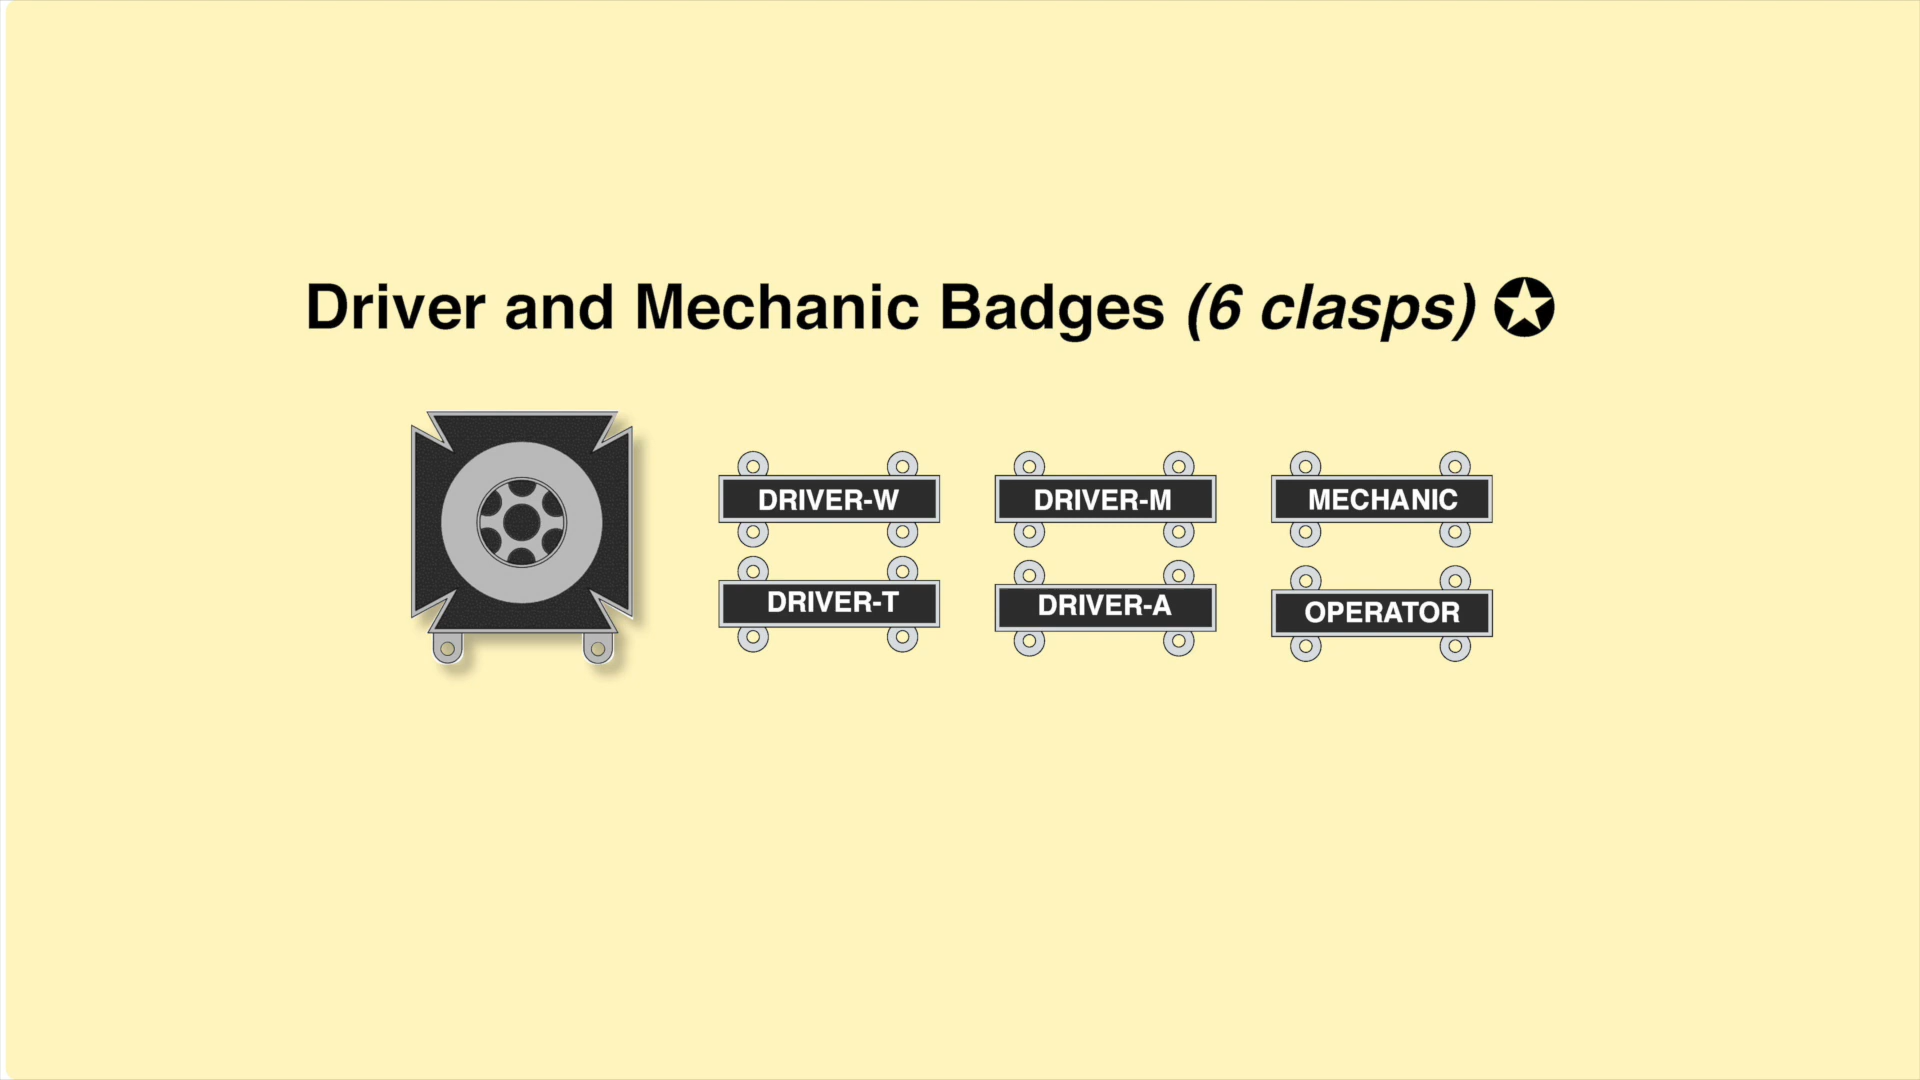 Driver and Mechanic Badges (6 clasps) ✪
DRIVER-W
DRIVER-M
MECHANIC
DRIVER-T
DRIVER-A
OPERATOR